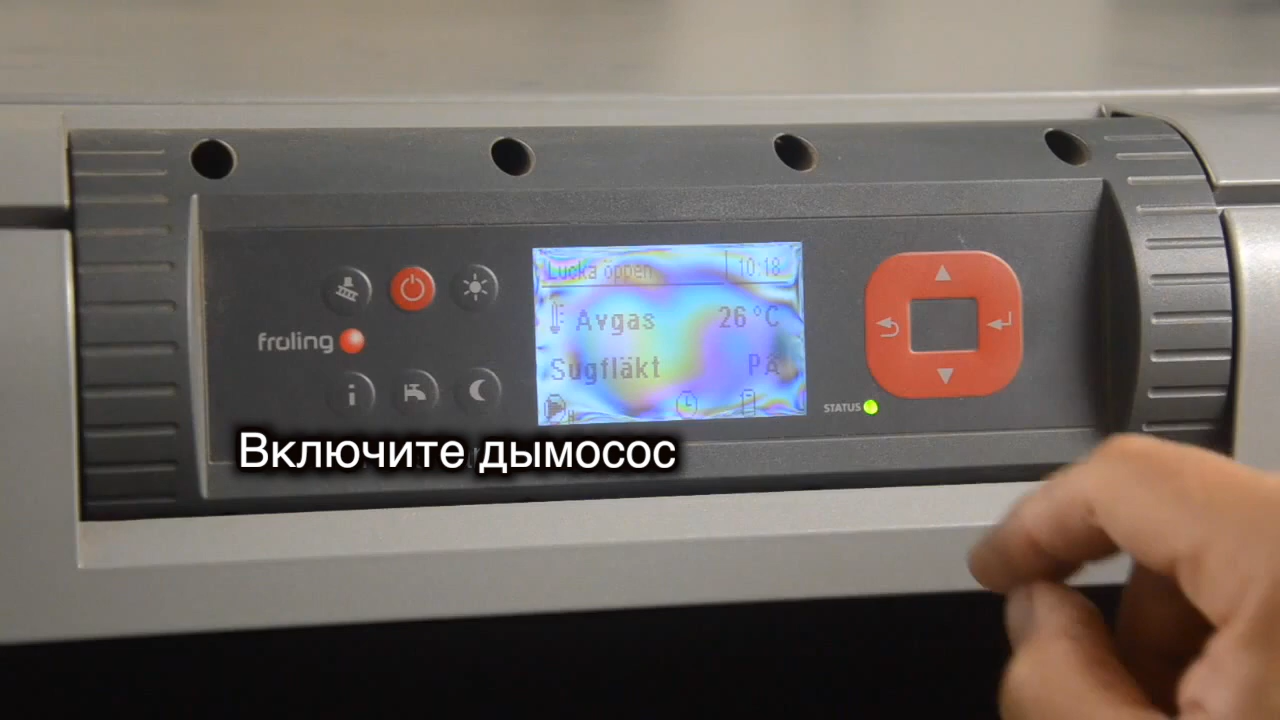 Lucka öppen 10:18
Avgas 26°C
Sugfläkt PÅ
froling
STATUS
Включите дымосос